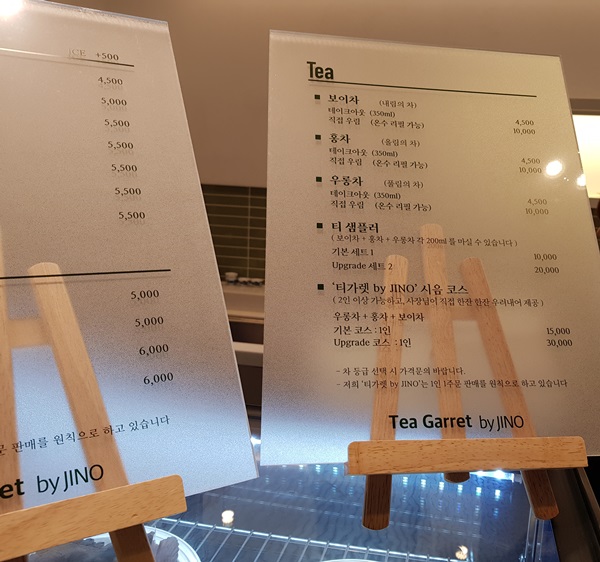 ICE +500
4,500
5,000
5,500
5,500
5,500
5,500
5,500
5,000
5,000
6,000
6,000
판매를 원칙으로 하고 있습니다
et by JINO
Tea
보이차 (내림의 차)
테이크아웃 (350ml) 4,500
직접 우림 (온수 리필 가능) 10,000
홍차 (올림의 차)
테이크아웃 (350ml) 4,500
직접 우림 (온수 리필 가능) 10,000
우롱차 (풀림의 차)
테이크아웃 (350ml) 4,500
직접 우림 (온수 리필 가능) 10,000
티 샘플러
( 보이차 + 홍차 + 우롱차 각 200ml 를 마실 수 있습니다 )
기본 세트 1 10,000
Upgrade 세트 2 20,000
'티가렛 by JINO' 시음 코스
( 2인 이상 가능하고, 사장님이 직접 한잔 한잔 우려내어 제공 )
우롱차 + 홍차 + 보이차
기본 코스 : 1인 15,000
Upgrade 코스 : 1인 30,000
- 차 등급 선택 시 가격문의 바랍니다.
- 저희 '티가렛 by JINO'는 1인 1주문 판매를 원칙으로 하고 있습니다
Tea Garret by JINO